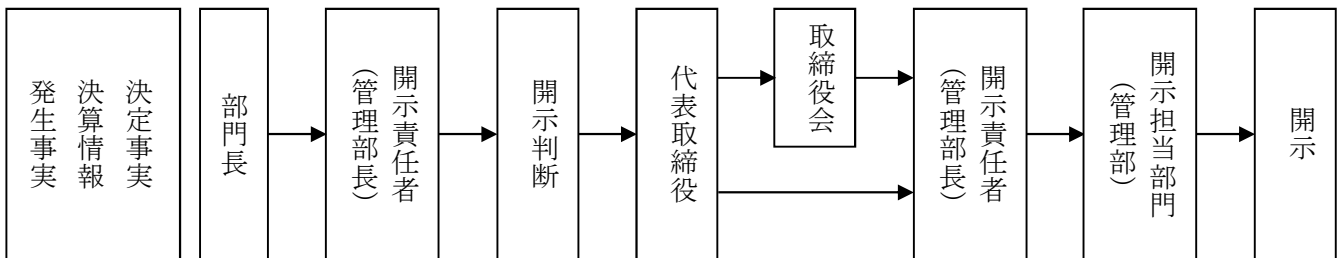 決定事実
決算情報
発生事実
部門長
開示責任者
（管理部長）
開示判断
代表取締役
取締役会
開示責任者
（管理部長）
開示担当部門
（管理部）
開示